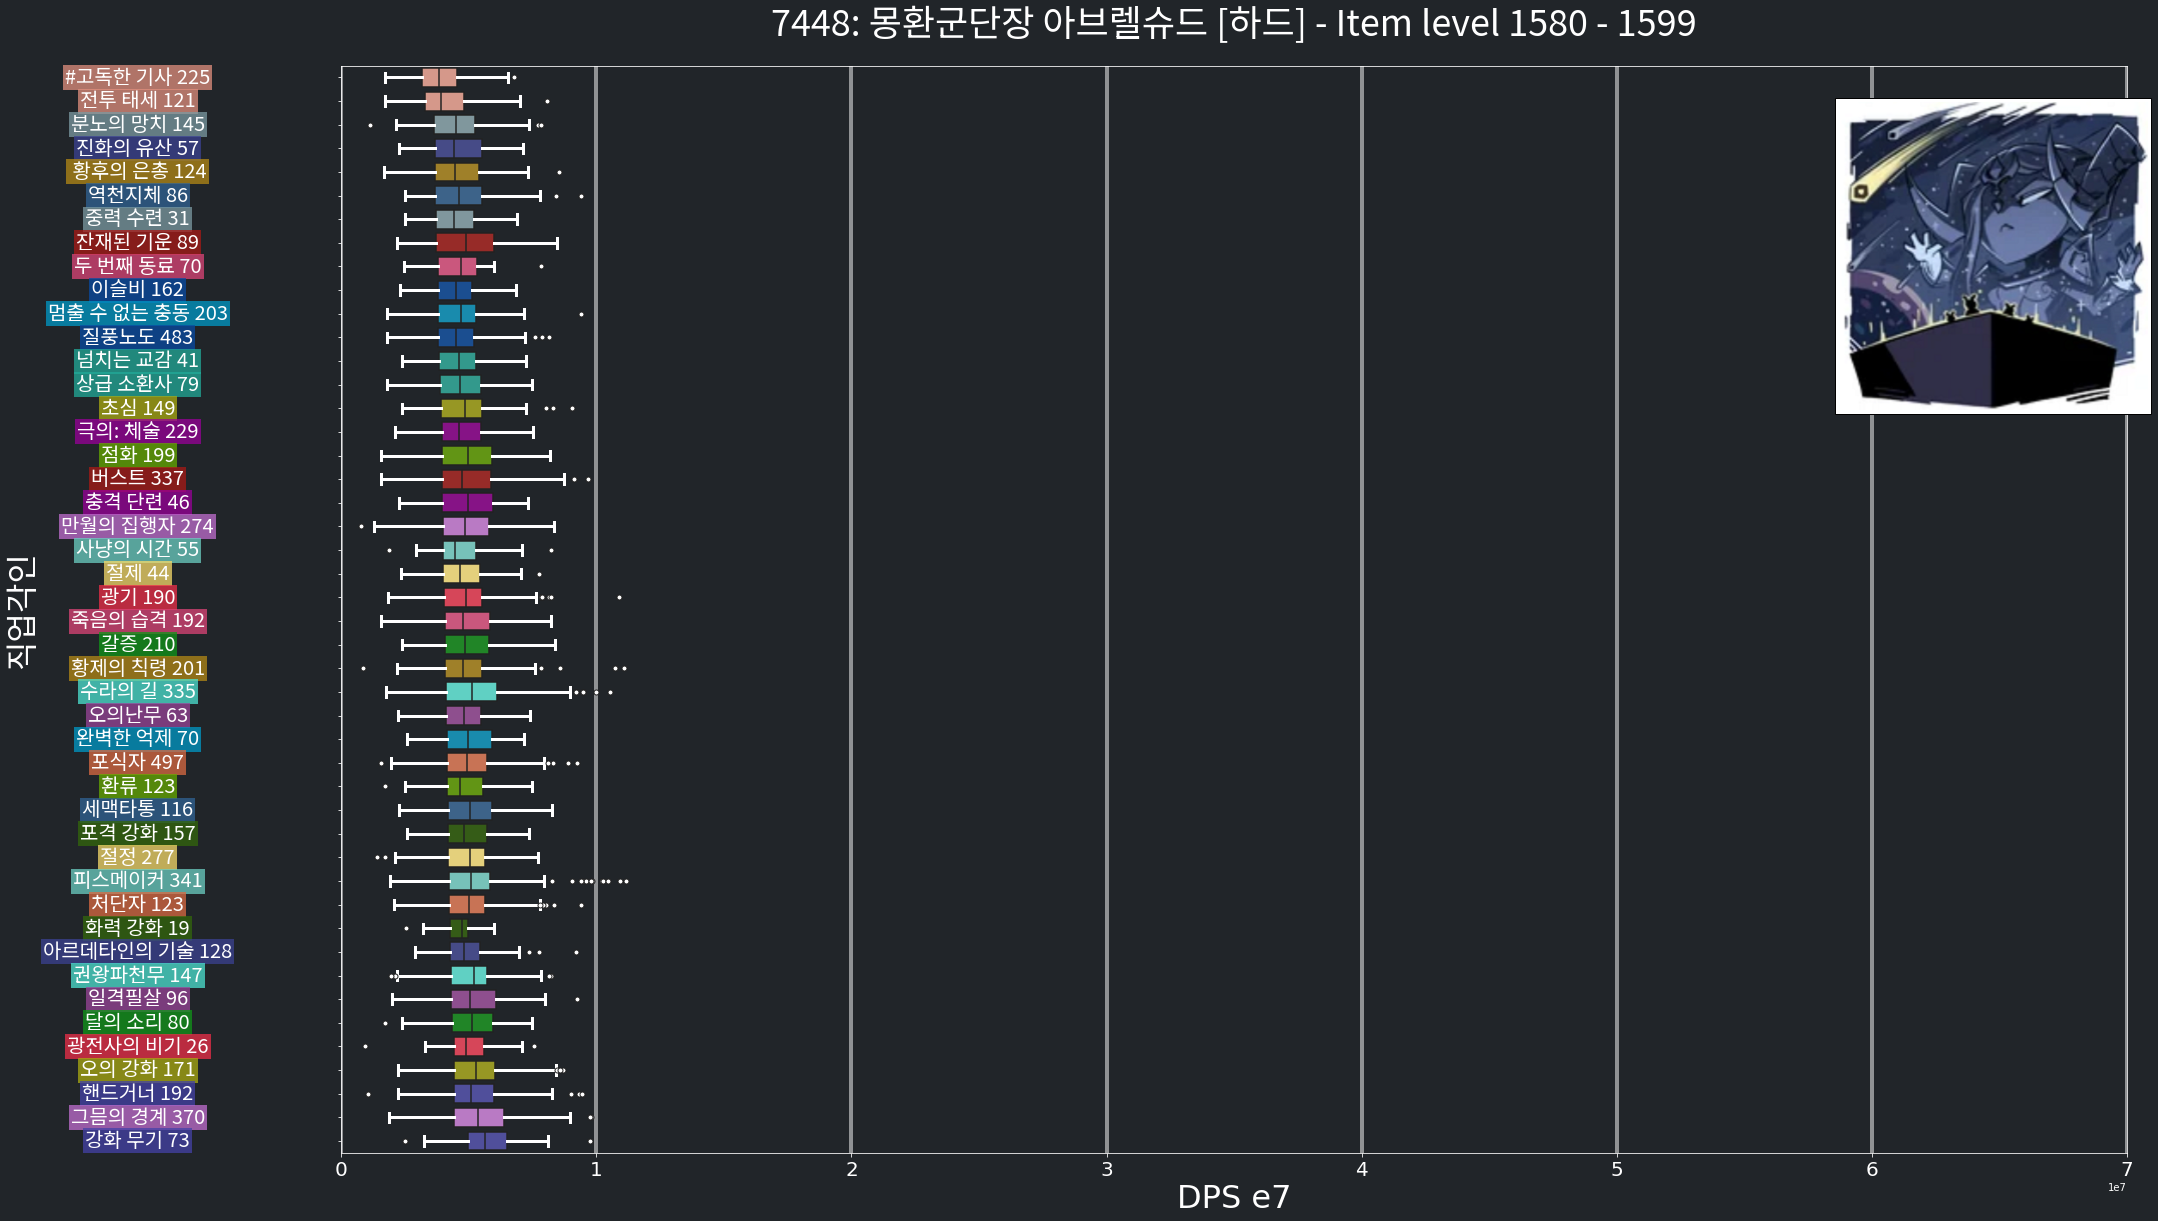 7448: 몽환군단장 아브렐슈드 [하드] - Item level 1580 - 1599
#고독한 기사 225
전투 태세 121
분노의 망치 145
진화의 유산 57
황후의 은총 124
역천지체 86
중력 수련 31
잔재된 기운 89
두 번째 동료 70
이슬비 162
멈출 수 없는 충동 203
질풍노도 483
넘치는 교감 41
상급 소환사 79
초심 149
극의: 체술 229
점화 199
버스트 337
충격 단련 46
만월의 집행자 274
사냥의 시간 55
절제 44
광기 190
죽음의 습격 192
갈증 210
황제의 칙령 201
수라의 길 335
오의난무 63
완벽한 억제 70
포식자 497
환류 123
세맥타통 116
포격 강화 157
절정 277
피스메이커 341
처단자 123
화력 강화 19
아르데타인의 기술 128
권왕파천무 147
일격필살 96
달의 소리 80
광전사의 비기 26
오의 강화 171
핸드거너 192
그믐의 경계 370
강화 무기 73
직업각인
0 1 2 3 4 5 6 7
1e7
DPS e7